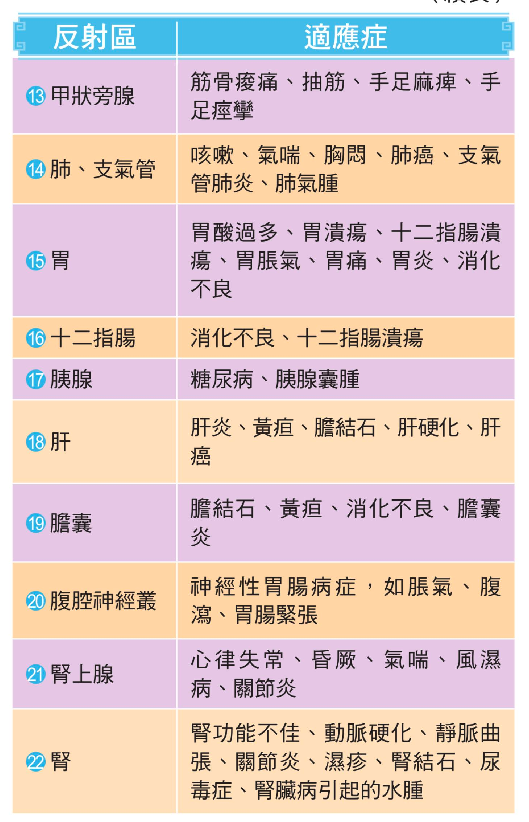 反射區 適應症
⑬甲狀旁腺 筋骨痠痛、抽筋、手足麻痺、手
足痙攣
⑭肺、支氣管 咳嗽、氣喘、胸悶、肺癌、支氣
管肺炎、肺氣腫
⑮胃 胃酸過多、胃潰瘍、十二指腸潰
瘍、胃脹氣、胃痛、胃炎、消化
不良
⑯十二指腸 消化不良、十二指腸潰瘍
⑰胰腺 糖尿病、胰腺囊腫
⑱肝 肝炎、黃疸、膽結石、肝硬化、肝
癌
⑲膽囊 膽結石、黃疸、消化不良、膽囊
炎
⑳腹腔神經叢 神經性胃腸病症，如脹氣、腹
瀉、胃腸緊張
㉑腎上腺 心律失常、昏厥、氣喘、風濕
病、關節炎
㉒腎 腎功能不佳、動脈硬化、靜脈曲
張、關節炎、濕疹、腎結石、尿
毒症、腎臟病引起的水腫